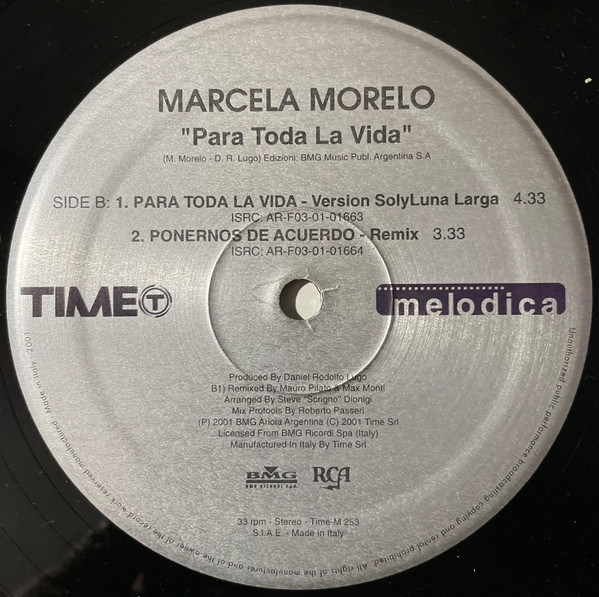 MARCELA MORELO
"Para Toda La Vida"
(M. Morelo - D. R. Lugo) Edizioni: BMG Music Publ. Argentina S.A
SIDE B: 1. PARA TODA LA VIDA - Version SolyLuna Larga 4.33
ISRC: AR-F03-01-01663
2. PONERNOS DE ACUERDO - Remix 3.33
ISRC: AR-F03-01-01664
TIME T
melodica
Produced By Daniel Rodolfo Lugo
B1) Remixed By Mauro Pilato & Max Monti
Arranged By Steve "Scrigno" Dionigi
Mix Protools By Roberto Passeri
(P) 2001 BMG Ariola Argentina (C) 2001 Time Srl
Licensed From BMG Ricordi Spa (Italy)
Manufactured In Italy By Time Srl
BMG
BMG RICORDI S.p.A.
RCA
33 rpm - Stereo - Time-M 253
S.I.A.E. - Made in Italy
Unauthorized public performance broadcasting copying and rental prohibited. All rights of the manufacturer and of the owner of the record work reserved manufactured. - Made in Italy - 2001